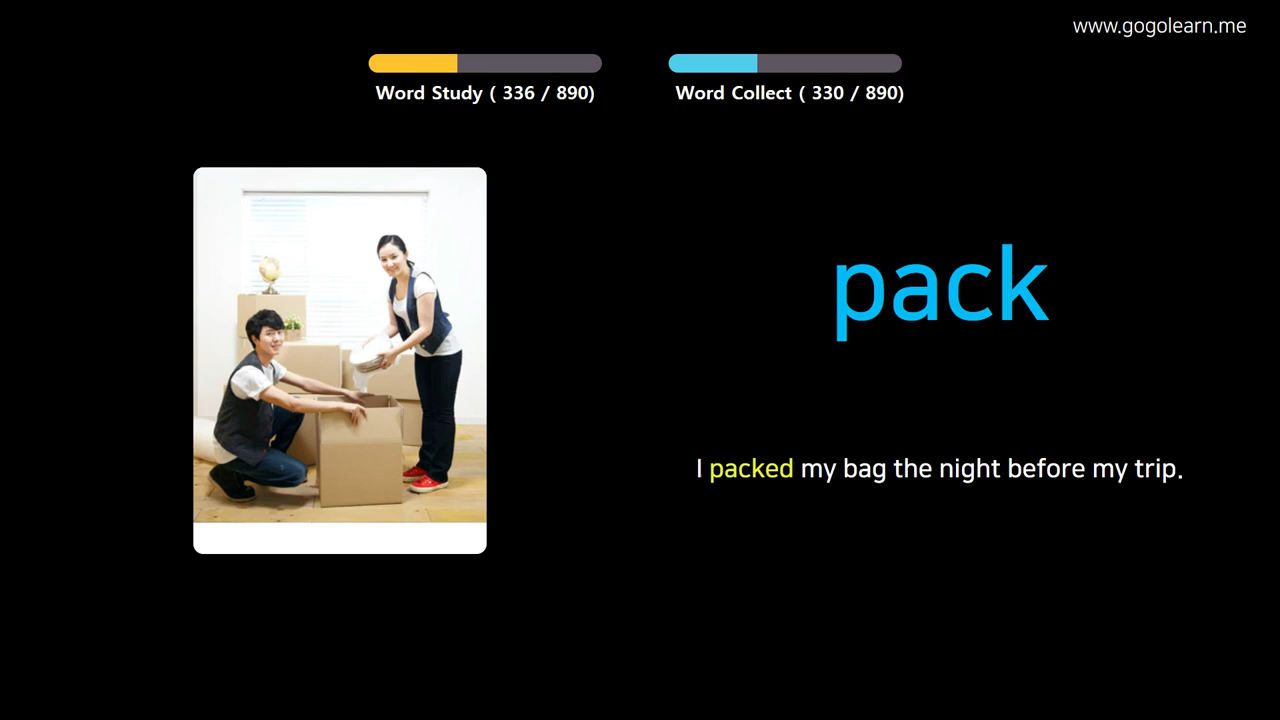 www.gogolearn.me
Word Study ( 336 / 890)
Word Collect ( 330 / 890)
pack
I packed my bag the night before my trip.